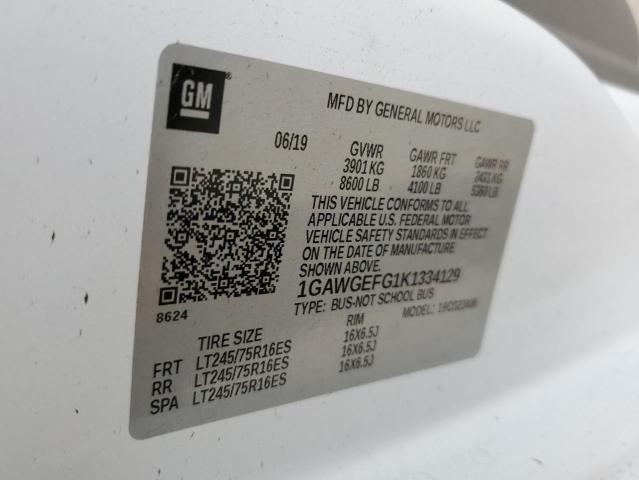 GM
MFD BY GENERAL MOTORS LLC
06/19 GVWR GAWR FRT GAWR RR
3901 KG 1860 KG 2431 KG
8600 LB 4100 LB 5360 LB
THIS VEHICLE CONFORMS TO ALL
APPLICABLE U.S. FEDERAL MOTOR
VEHICLE SAFETY STANDARDS IN EFFECT
ON THE DATE OF MANUFACTURE
SHOWN ABOVE.
1GAWGEFG1K1334129
TYPE: BUS-NOT SCHOOL BUS
MODEL:
8624
TIRE SIZE RIM
FRT LT245/75R16ES 16X6.5J
RR LT245/75R16ES 16X6.5J
SPA LT245/75R16ES 16X6.5J